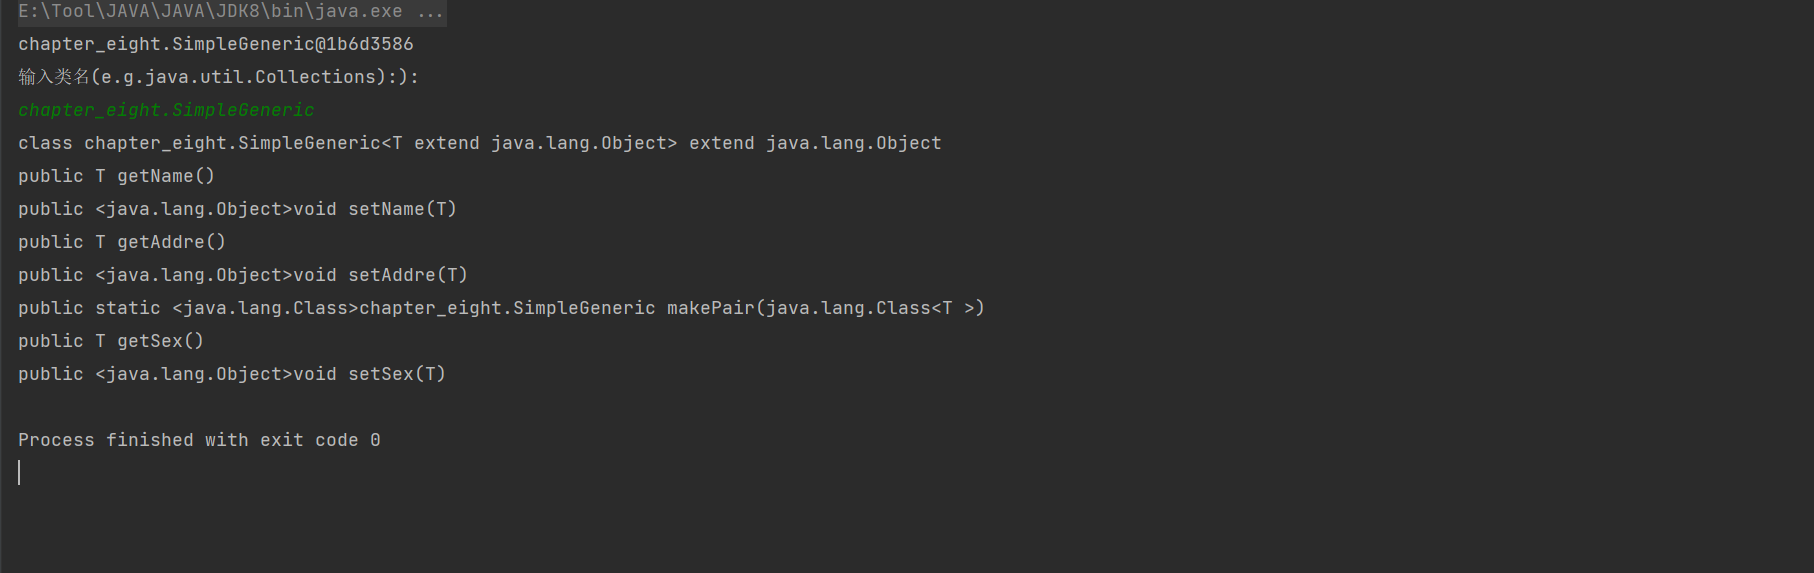 E:\Tool\JAVA\JAVA\JDK8\bin\java.exe ...
chapter_eight.SimpleGeneric@1b6d3586
输入类名(e.g.java.util.Collections):):
chapter_eight.SimpleGeneric
class chapter_eight.SimpleGeneric<T extend java.lang.Object> extend java.lang.Object
public T getName()
public <java.lang.Object>void setName(T)
public T getAddre()
public <java.lang.Object>void setAddre(T)
public static <java.lang.Class>chapter_eight.SimpleGeneric makePair(java.lang.Class<T >)
public T getSex()
public <java.lang.Object>void setSex(T)
Process finished with exit code 0